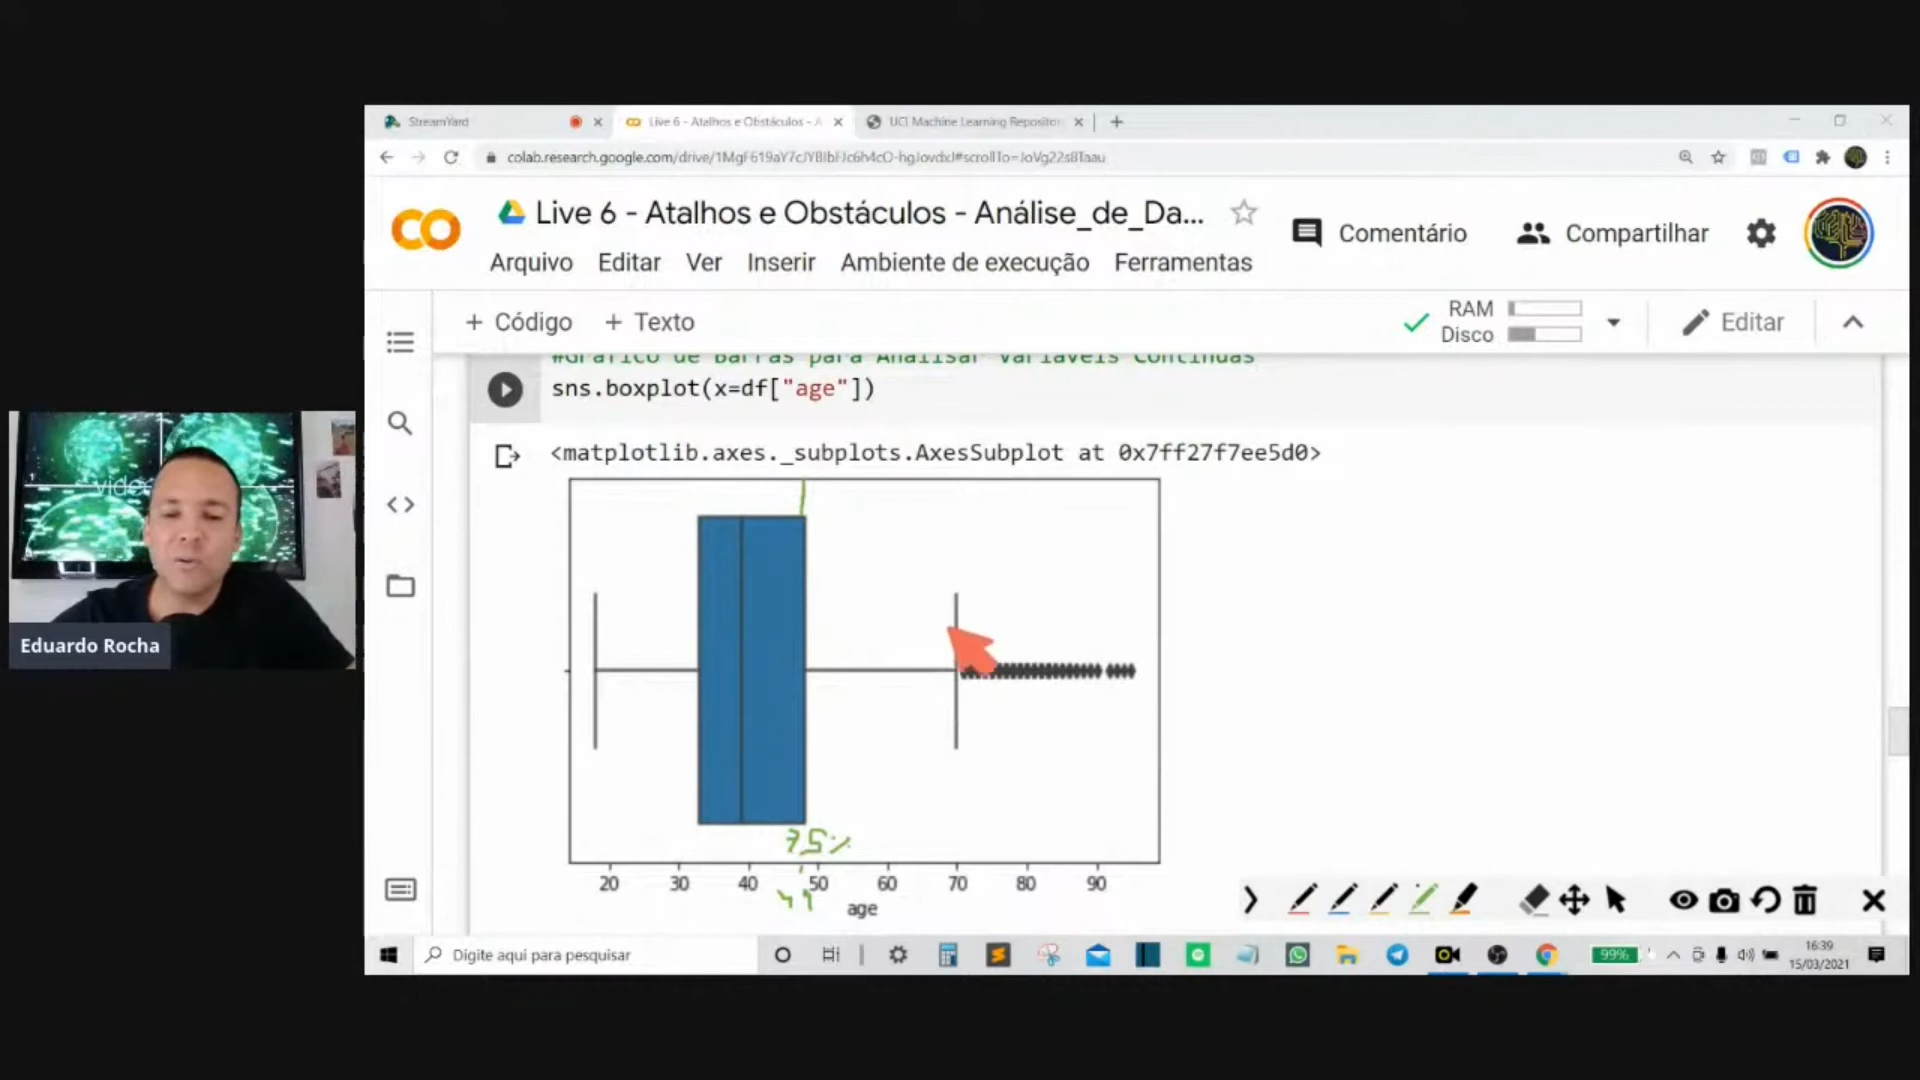 StreamYard
Live 6 - Atalhos e Obstáculos - A
UCI Machine Learning Repositor
colab.research.google.com/drive/1MgF619aY7cJYBIbFJc6h4cO-hgJovdxJ#scrollTo=JoVg22s8Taau
Live 6 - Atalhos e Obstáculos - Análise_de_Da...
Comentário
Compartilhar
Arquivo Editar Ver Inserir Ambiente de execução Ferramentas
+ Código + Texto
RAM
Disco
Editar
#Gráfico de Barras para Analisar Variáveis Contínuas
sns.boxplot(x=df["age"])
<matplotlib.axes._subplots.AxesSubplot at 0x7ff27f7ee5d0>
Eduardo Rocha
75%
20 30 40 50 60 70 80 90
age
Digite aqui para pesquisar
99%
16:39
15/03/2021